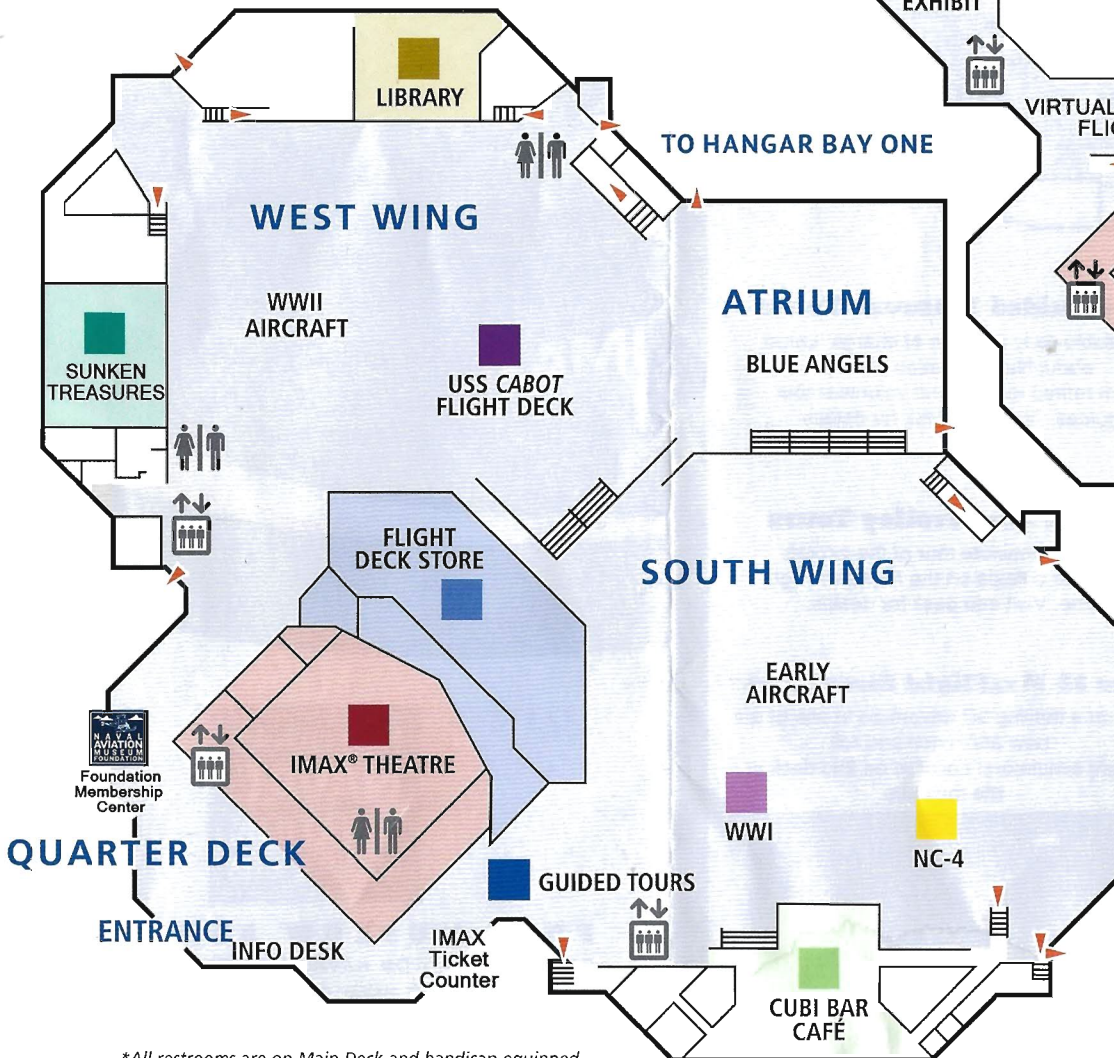 EXHIBIT
LIBRARY
VIRTUAL
TO HANGAR BAY ONE
WEST WING
WWII
AIRCRAFT
ATRIUM
BLUE ANGELS
SUNKEN
TREASURES
USS CABOT
FLIGHT DECK
FLIGHT
DECK STORE
SOUTH WING
EARLY
AIRCRAFT
NAVAL
AVIATION
MUSEUM
FOUNDATION
Foundation
Membership
Center
IMAX® THEATRE
WWI
NC-4
QUARTER DECK
GUIDED TOURS
ENTRANCE
INFO DESK
IMAX
Ticket
Counter
CUBI BAR
CAFÉ
*All restrooms are on Main Deck and handicap equipped